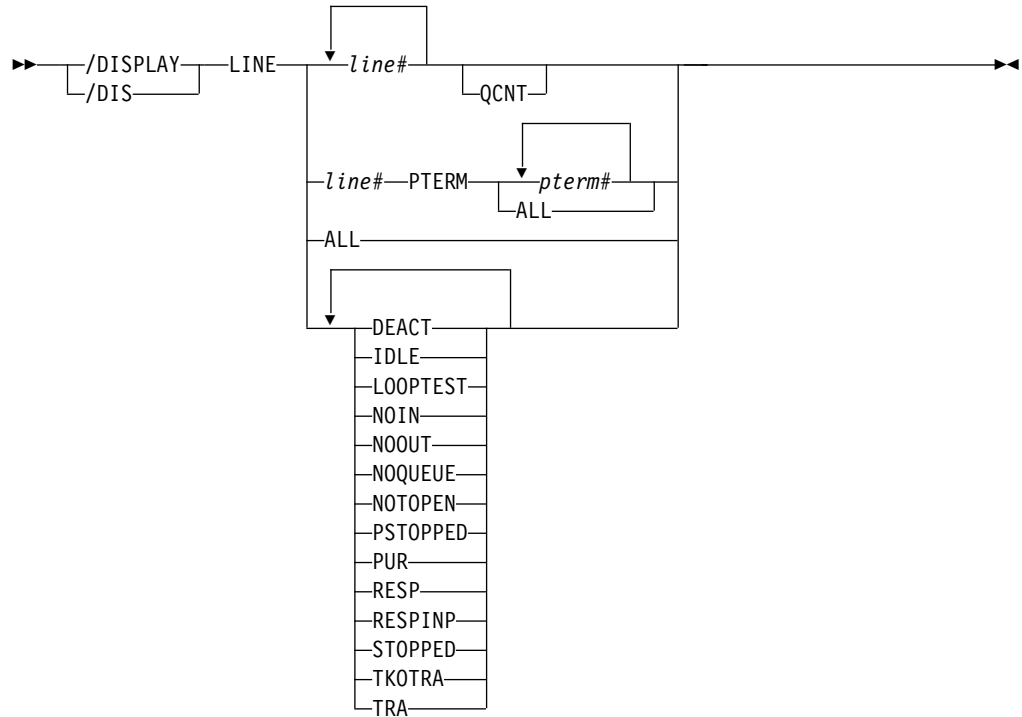 /DISPLAY LINE line#
/DIS QCNT
line# PTERM pterm#
ALL
ALL
DEACT
IDLE
LOOPTEST
NOIN
NOOUT
NOQUEUE
NOTOPEN
PSTOPPED
PUR
RESP
RESPINP
STOPPED
TKOTRA
TRA